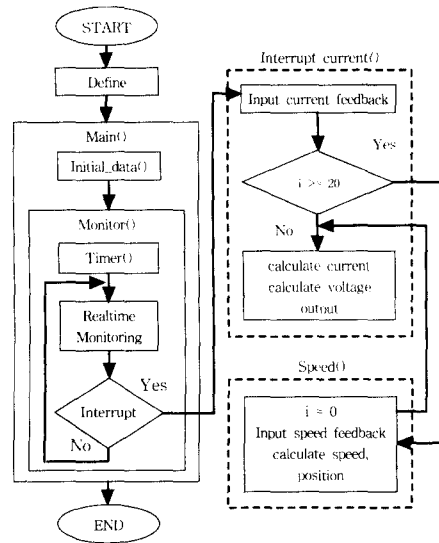 START
Define
Main()
Initial_data()
Monitor()
Timer()
Realtime
Monitoring
Interrupt
Yes
No
END
Interrupt current()
Input current feedback
Yes
i >= 20
No
calculate current
calculate voltage
output
Speed()
i = 0
Input speed feedback
calculate speed,
position